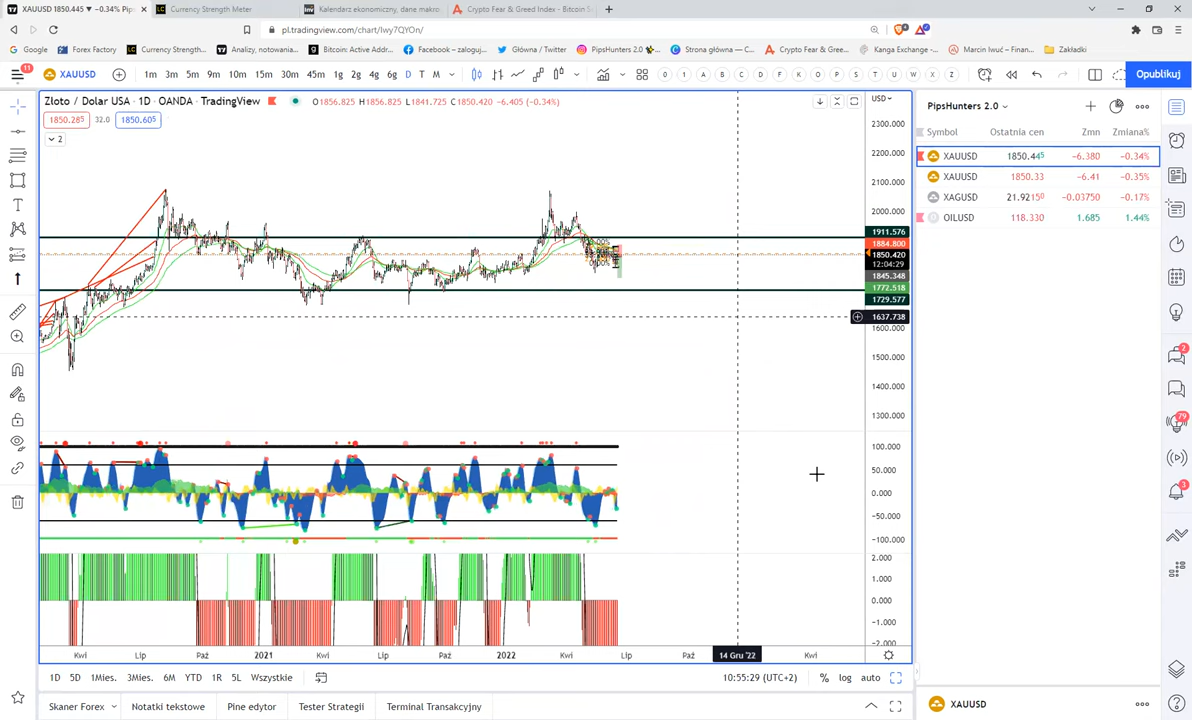 XAUUSD 1850.445 ▼ −0.34% Pips
Currency Strength Meter
Kalendarz ekonomiczny, dane makro
Crypto Fear & Greed Index - Bitcoin S
pl.tradingview.com/chart/lwy7QYOn/
Google
Forex Factory
Currency Strength...
Analizy, notowania...
Bitcoin: Active Addr...
Facebook – zaloguj...
Główna / Twitter
PipsHunters 2.0
Strona główna — C...
Crypto Fear & Gree...
Kanga Exchange -...
Marcin Iwuć – Finan...
Zakładki
11
XAUUSD
1m 3m 5m 9m 10m 15m 30m 45m 1g 2g 4g 6g D T M
Opublikuj
Złoto / Dolar USA · 1D · OANDA · TradingView
O1856.825 H1856.825 L1841.725 C1850.420 −6.405 (−0.34%)
USD
1850.285 32.0 1850.605
2
2300.000
2200.000
2100.000
2000.000
1911.576
1884.800
1850.420
12:04:29
1845.348
1772.518
1729.577
1637.738
1600.000
1500.000
1400.000
1300.000
100.000
50.000
0.000
−50.000
−100.000
2.000
1.000
0.000
−1.000
−2.000
Kwi Lip Paź 2021 Kwi Lip Paź 2022 Kwi Lip Paź 14 Gru '22 Kwi
1D 5D 1Mies. 3Mies. 6M YTD 1R 5L Wszystkie
10:55:29 (UTC+2)
% log auto
Skaner Forex
Notatki tekstowe
Pine edytor
Tester Strategii
Terminal Transakcyjny
PipsHunters 2.0
Symbol Ostatnia cen Zmn Zmiana%
XAUUSD 1850.445 −6.380 −0.34%
XAUUSD 1850.33 −6.41 −0.35%
XAGUSD 21.92150 −0.03750 −0.17%
OILUSD 118.330 1.685 1.44%
2
79
3
XAUUSD